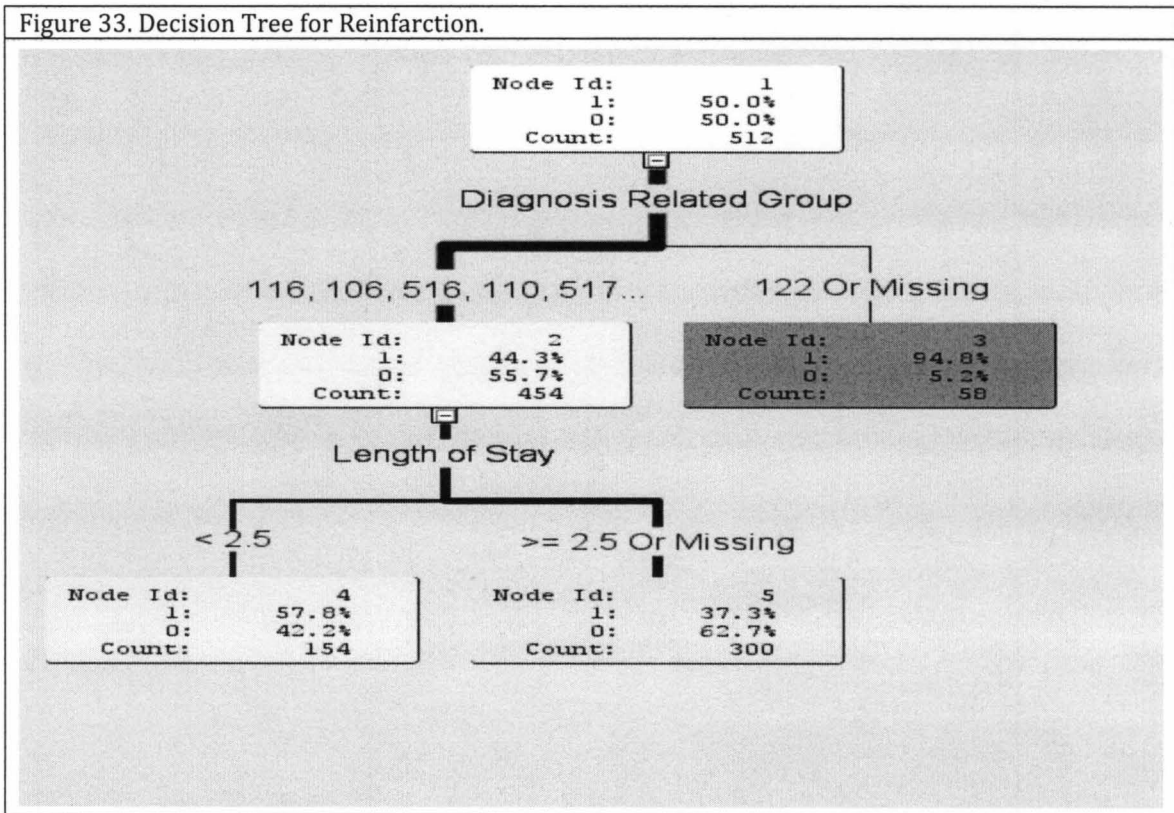 Figure 33. Decision Tree for Reinfarction.
Node Id: 1
1: 50.0%
0: 50.0%
Count: 512
Diagnosis Related Group
116, 106, 516, 110, 517...
122 Or Missing
Node Id: 2
1: 44.3%
0: 55.7%
Count: 454
Node Id: 3
1: 94.8%
0: 5.2%
Count: 58
Length of Stay
< 2.5
>= 2.5 Or Missing
Node Id: 4
1: 57.8%
0: 42.2%
Count: 154
Node Id: 5
1: 37.3%
0: 62.7%
Count: 300